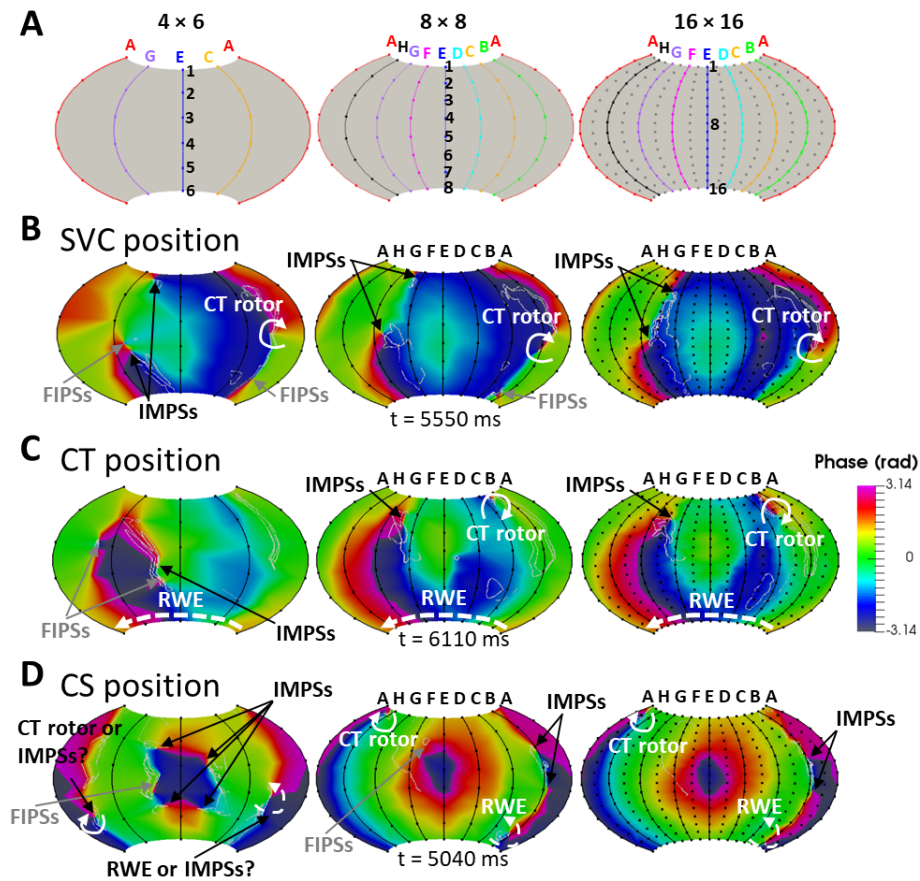 A
4 × 6
8 × 8
16 × 16
A G E C A
A H G F E D C B A
A H G F E D C B A
1
2
3
4
5
6
1
2
3
4
5
6
7
8
1
8
16
B
SVC position
A H G F E D C B A
IMPSs
IMPSs
CT rotor
CT rotor
CT rotor
FIPSs
IMPSs
FIPSs
FIPSs
t = 5550 ms
C
CT position
A H G F E D C B A
IMPSs
IMPSs
CT rotor
CT rotor
RWE
RWE
RWE
FIPSs
IMPSs
t = 6110 ms
Phase (rad)
3.14
0
-3.14
D
CS position
A H G F E D C B A
IMPSs
IMPSs
IMPSs
CT rotor or
IMPSs?
CT rotor
CT rotor
FIPSs
RWE
RWE
FIPSs
RWE or IMPSs?
t = 5040 ms